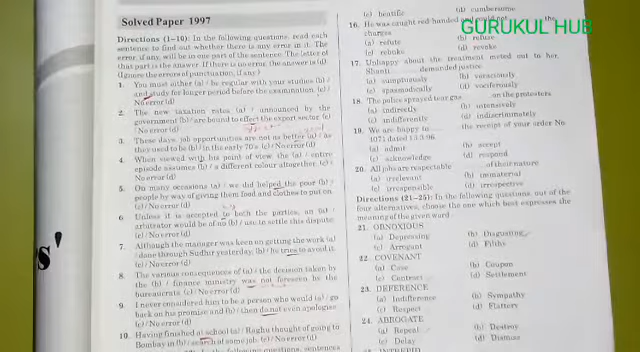 Solved Paper 1997
Directions (1–10): In the following questions, read each
sentence to find out whether there is any error in it. The
error, if any, will be in one part of the sentence. The letter of
that part is the answer. If there is no error, the answer is (d)
(Ignore the errors of punctuation, if any)
1. You must either (a) / be regular with your studies (b) /
and study for longer period before the examination. (c) /
No error (d)
2. The new taxation rates (a) / announced by the
government (b) / are bound to effect the export sector (c)
/ No error (d)
3. These days, job opportunities are not as better (a) / as
they used to be (b) / in the early 70's (c) / No error (d)
4. When viewed with his point of view, the (a) / entire
episode assumes (b) / a different colour altogether. (c) /
No error (d)
5. On many occasions (a) / we did helped the poor (b) /
people by way of giving them food and clothes to put on.
(c) / No error (d)
6. Unless it is accepted to both the parties, an (a) /
arbitrator would be of no (b) / use to settle this dispute
(c) / No error (d)
7. Although the manager was keen on getting the work (a)
/ done through Sudhir yesterday, (b) / he tries to avoid it.
(c) / No error (d)
8. The various consequences of (a) / the decision taken by
the (b) / finance ministry was not foreseen by the
bureaucrats (c) / No error (d)
9. I never considered him to be a person who would (a) / go
back on his promise and (b) / then do not even apologise
(c) / No error (d)
10. Having finished at school (a) / Raghu thought of going to
Bombay in (b) / search of some job. (c) / No error (d)
In the following questions, sentences
(c) beatific (d) cumbersome
16. He was caught red-handed and could not the
charges
(a) refute (b) refuse
(c) rebuke (d) revoke
17. Unhappy about the treatment meted out to her,
Shanti demanded justice
(a) sumptuously (b) veraciously
(c) spasmodically (d) vociferously
18. The police sprayed tear gas on the protesters
(a) indirectly (b) intensively
(c) indifferently (d) indiscriminately
19. We are happy to the receipt of your order No.
1071 dated 13.3.96
(a) admit (b) accept
(c) acknowledge (d) respond
20. All jobs are respectable of their nature
(a) irrelevant (b) immaterial
(c) irresponsible (d) irrespective
Directions (21–25): In the following questions, out of the
four alternatives, choose the one which best expresses the
meaning of the given word
21. OBNOXIOUS
(a) Depressing (b) Disgusting
(c) Arrogant (d) Filthy
22. COVENANT
(a) Case (b) Coupon
(c) Contract (d) Settlement
23. DEFERENCE
(a) Indifference (b) Sympathy
(c) Respect (d) Flattery
24. ABROGATE
(a) Repeal (b) Destroy
(c) Delay (d) Dismiss
25. INTREPID
GURUKUL HUB
s'